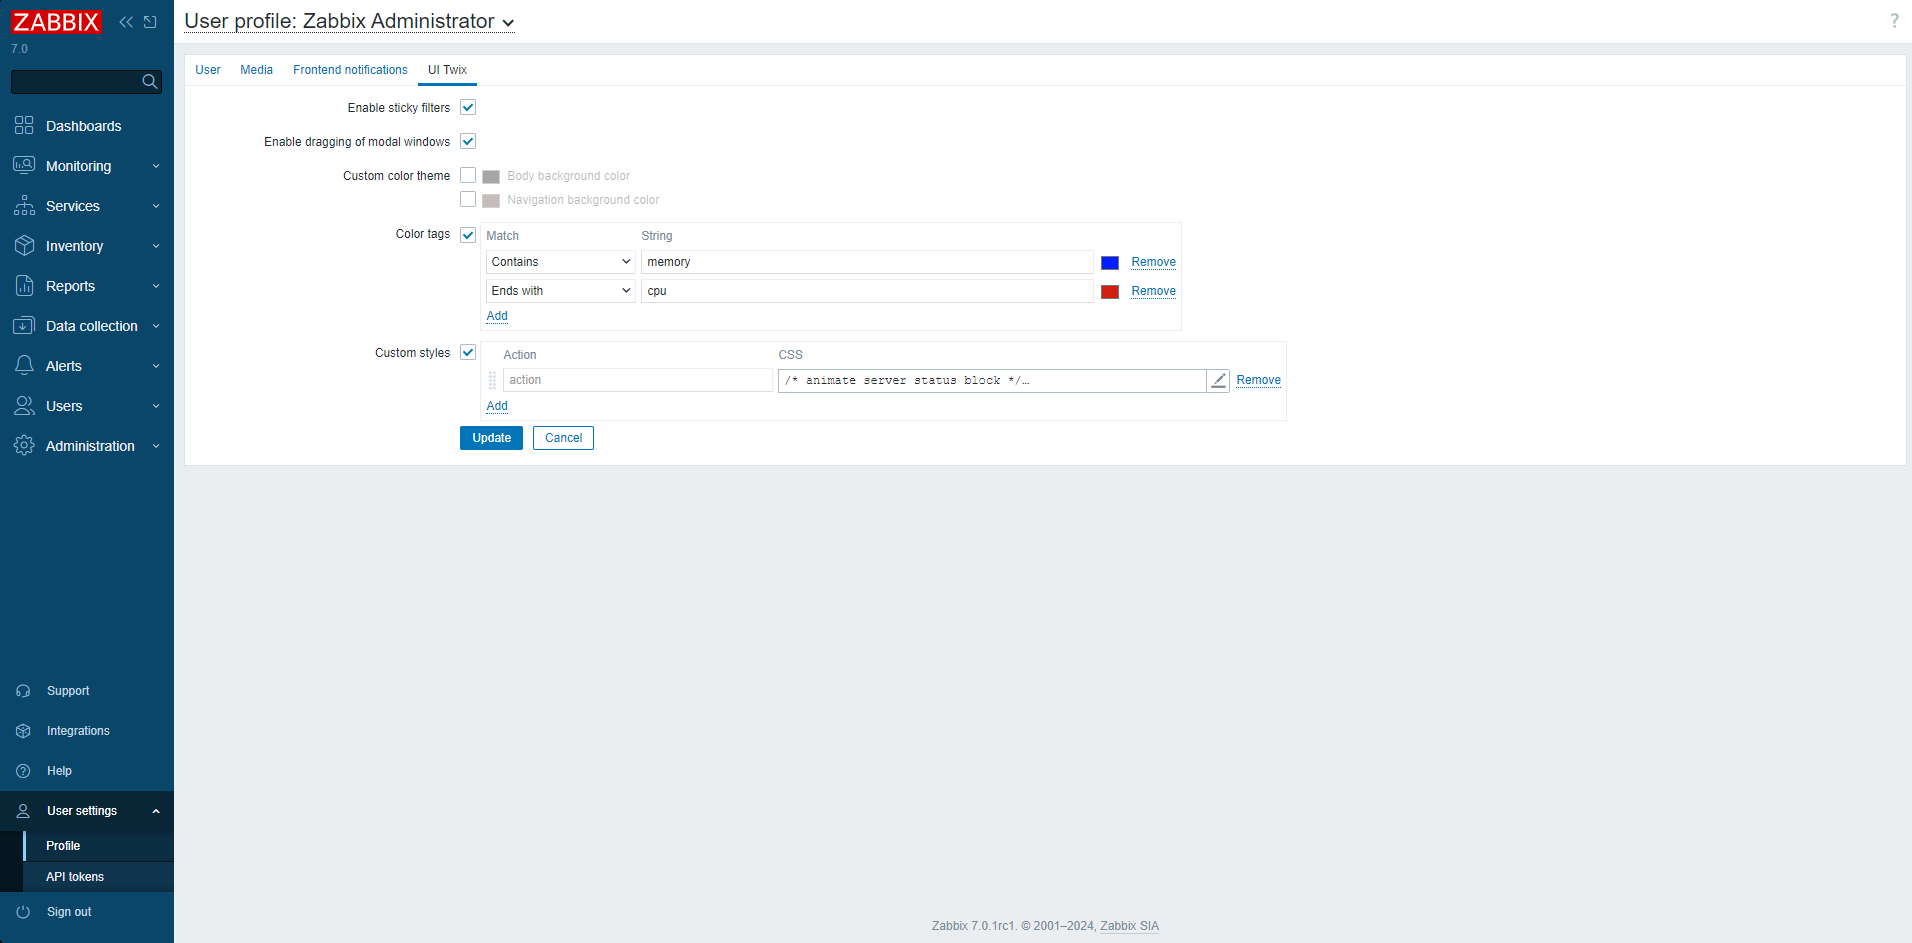 ZABBIX
7.0
Dashboards
Monitoring
Services
Inventory
Reports
Data collection
Alerts
Users
Administration
Support
Integrations
Help
User settings
Profile
API tokens
Sign out
User profile: Zabbix Administrator
?
User Media Frontend notifications UI Twix
Enable sticky filters
Enable dragging of modal windows
Custom color theme Body background color
Navigation background color
Color tags Match String
Contains memory Remove
Ends with cpu Remove
Add
Custom styles Action CSS
action /* animate server status block */… Remove
Add
Update Cancel
Zabbix 7.0.1rc1. © 2001–2024, Zabbix SIA